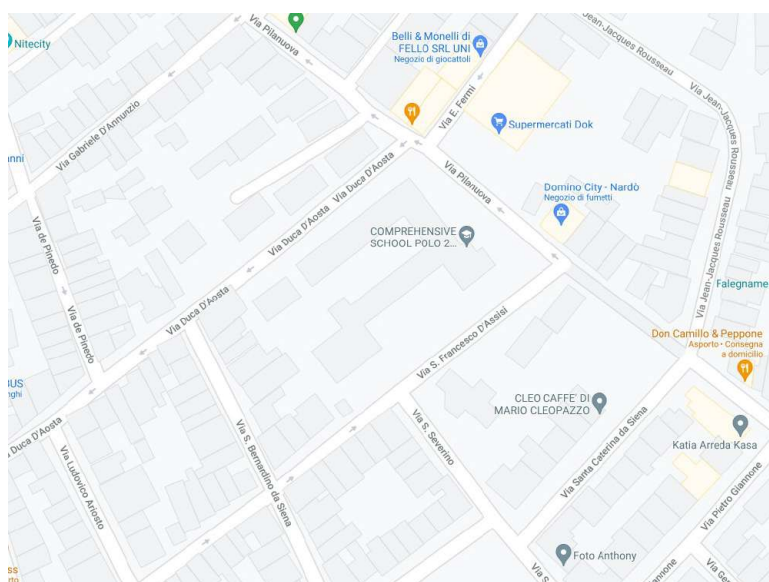 Via Pilanuova
Nitecity
Belli & Monelli di
FELLO SRL UNI
Negozio di giocattoli
Jean-Jacques Rousseau
Via Jean-Jacques Rousseau
Via E. Fermi
Supermercati Dok
Via Gabriele D'Annunzio
Via Duca D'Aosta
Via Pilanuova
Domino City - Nardò
Negozio di fumetti
Via Duca D'Aosta
COMPREHENSIVE
SCHOOL POLO 2...
Via de Pinedo
Via Jean-Jacques Rousseau
Falegname
Via Duca D'Aosta
Via de Pinedo
Via S. Francesco D'Assisi
Don Camillo & Peppone
Asporto • Consegna
a domicilio
CLEO CAFFE' DI
MARIO CLEOPAZZO
Duca D'Aosta
Via S. Bernardino da Siena
Via S. Severino
Via Santa Caterina da Siena
Katia Arreda Kasa
Via Ludovico Ariosto
Via Pietro Giannone
Foto Anthony